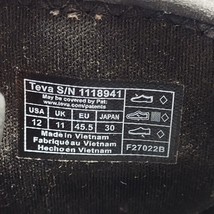 Teva S/N 1118941
May be covered by Pat:
www.teva.com/patents
USA UK EU JAPAN
12 11 45.5 30
Made in Vietnam
Fabriqué au Vietnam
Hecho en Vietnam
F27022B